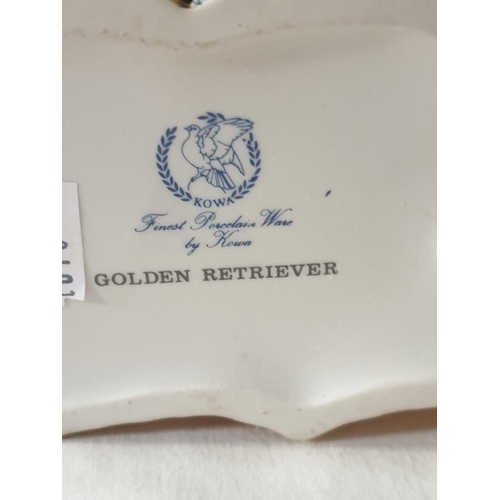 KOWA
Finest Porcelain Ware
by Kowa
GOLDEN RETRIEVER